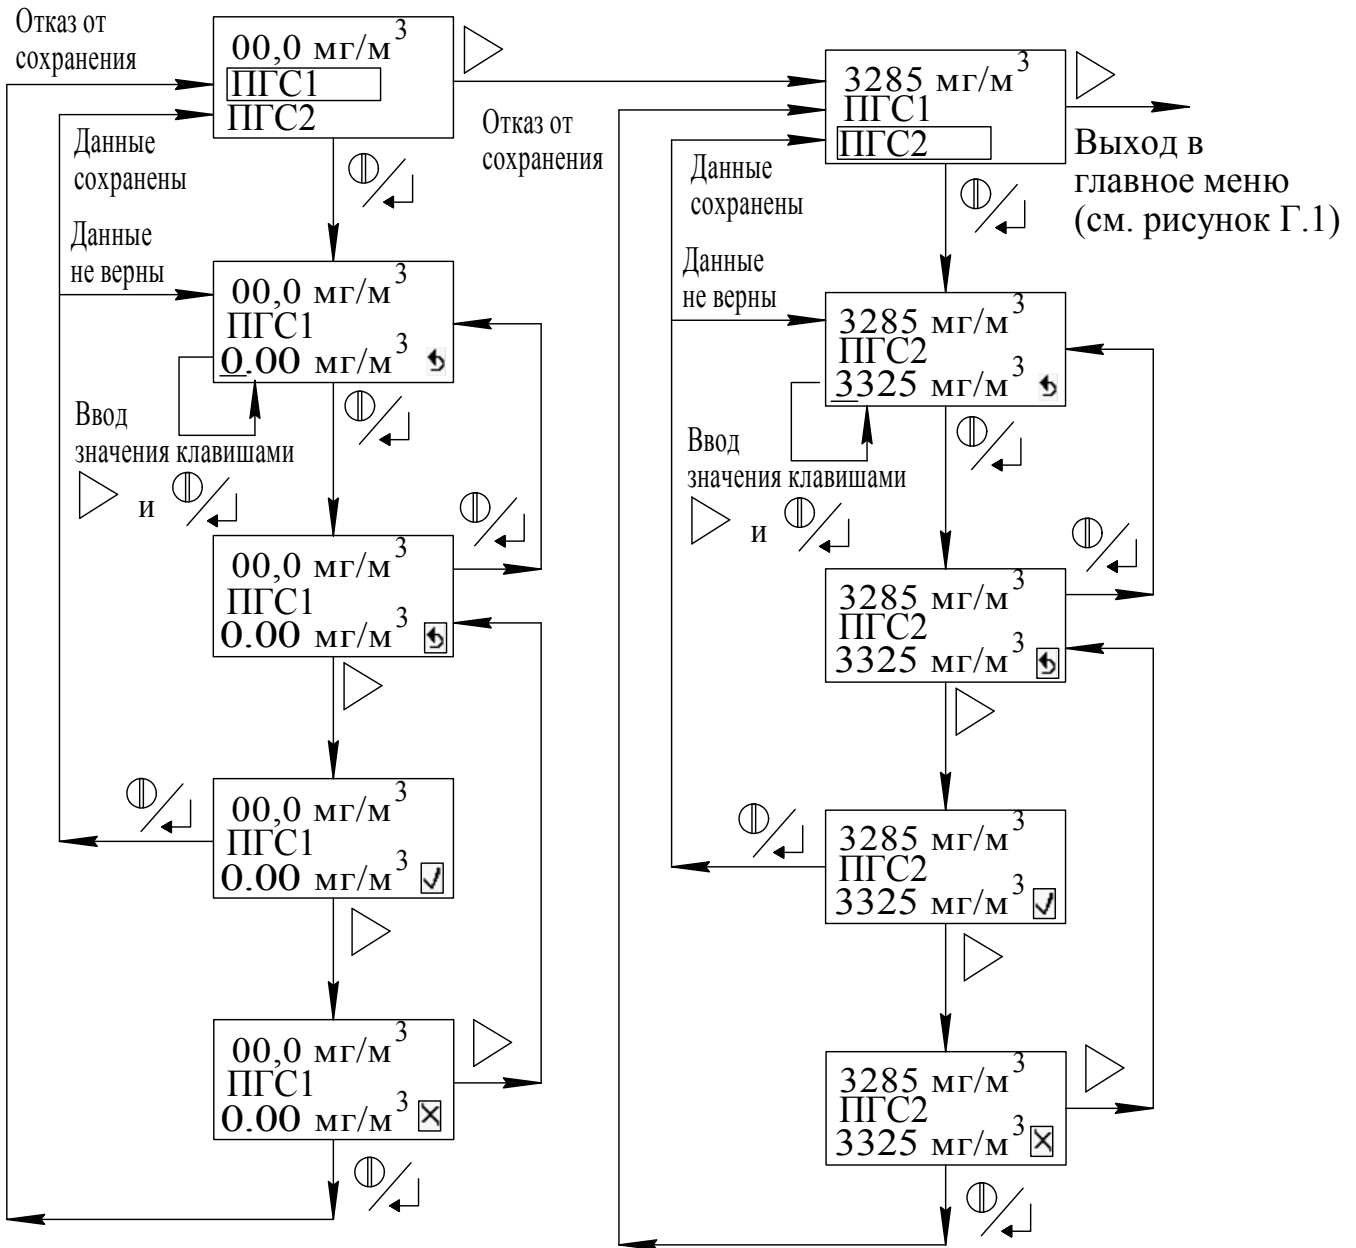 Отказ от
сохранения
00,0 мг/м³
ПГС1
ПГС2
Данные
сохранены
Данные
не верны
00,0 мг/м³
ПГС1
0.00 мг/м³
Ввод
значения клавишами
и
00,0 мг/м³
ПГС1
0.00 мг/м³
00,0 мг/м³
ПГС1
0.00 мг/м³
00,0 мг/м³
ПГС1
0.00 мг/м³
Отказ от
сохранения
3285 мг/м³
ПГС1
ПГС2
Выход в
главное меню
(см. рисунок Г.1)
Данные
сохранены
Данные
не верны
3285 мг/м³
ПГС2
3325 мг/м³
Ввод
значения клавишами
и
3285 мг/м³
ПГС2
3325 мг/м³
3285 мг/м³
ПГС2
3325 мг/м³
3285 мг/м³
ПГС2
3325 мг/м³